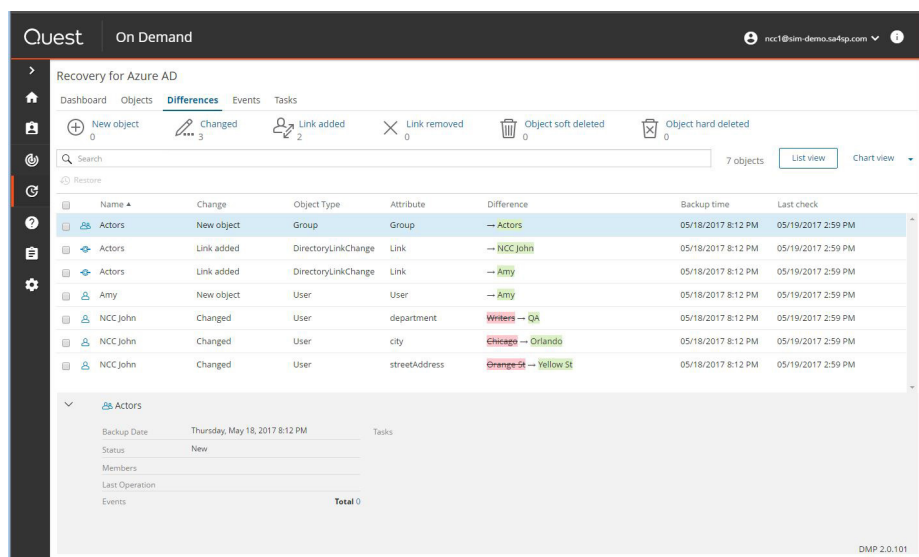 Quest On Demand ncc1@sim-demo.sa4sp.com
Recovery for Azure AD
Dashboard Objects Differences Events Tasks
New object Changed Link added Link removed Object soft deleted Object hard deleted
0 3 2 0 0 0
Search 7 objects List view Chart view
Restore
Name Change Object Type Attribute Difference Backup time Last check
Actors New object Group Group → Actors 05/18/2017 8:12 PM 05/19/2017 2:59 PM
Actors Link added DirectoryLinkChange Link → NCC John 05/18/2017 8:12 PM 05/19/2017 2:59 PM
Actors Link added DirectoryLinkChange Link → Amy 05/18/2017 8:12 PM 05/19/2017 2:59 PM
Amy New object User User → Amy 05/18/2017 8:12 PM 05/19/2017 2:59 PM
NCC John Changed User department Writers → QA 05/18/2017 8:12 PM 05/19/2017 2:59 PM
NCC John Changed User city Chicago → Orlando 05/18/2017 8:12 PM 05/19/2017 2:59 PM
NCC John Changed User streetAddress Orange St → Yellow St 05/18/2017 8:12 PM 05/19/2017 2:59 PM
Actors
Backup Date Thursday, May 18, 2017 8:12 PM Tasks
Status New
Members
Last Operation
Events Total 0
DMP 2.0.101